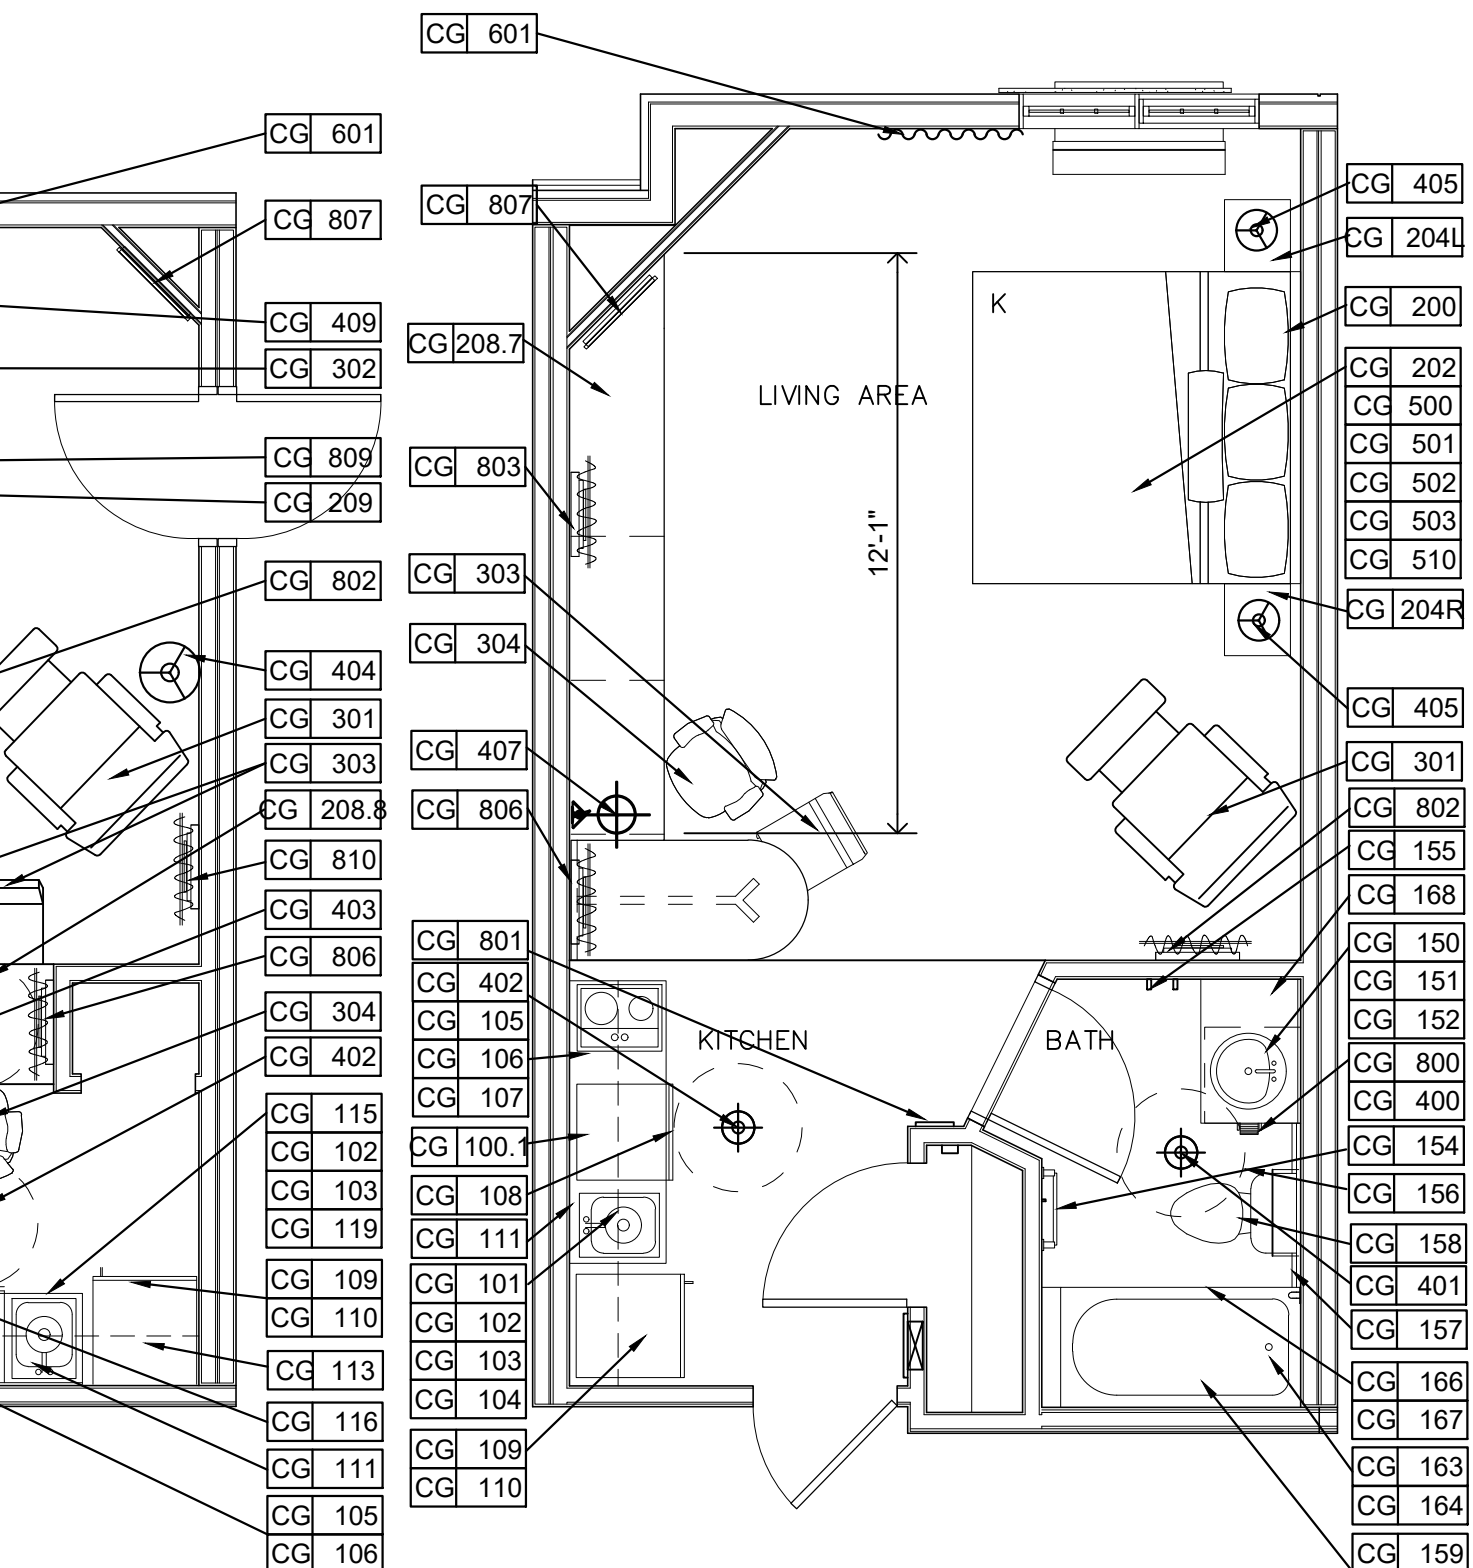 CG 601
CG 807
CG 409
CG 302
CG 809
CG 209
CG 802
CG 404
CG 301
CG 303
CG 208.8
CG 810
CG 403
CG 806
CG 304
CG 402
CG 115
CG 102
CG 103
CG 119
CG 109
CG 110
CG 113
CG 116
CG 111
CG 105
CG 106
CG 601
CG 807
CG 208.7
CG 803
CG 303
CG 304
CG 407
CG 806
CG 801
CG 402
CG 105
CG 106
CG 107
CG 100.1
CG 108
CG 111
CG 101
CG 102
CG 103
CG 104
CG 109
CG 110
K
LIVING AREA
12'-1"
KITCHEN
BATH
CG 405
CG 204L
CG 200
CG 202
CG 500
CG 501
CG 502
CG 503
CG 510
CG 204R
CG 405
CG 301
CG 802
CG 155
CG 168
CG 150
CG 151
CG 152
CG 800
CG 400
CG 154
CG 156
CG 158
CG 401
CG 157
CG 166
CG 167
CG 163
CG 164
CG 159